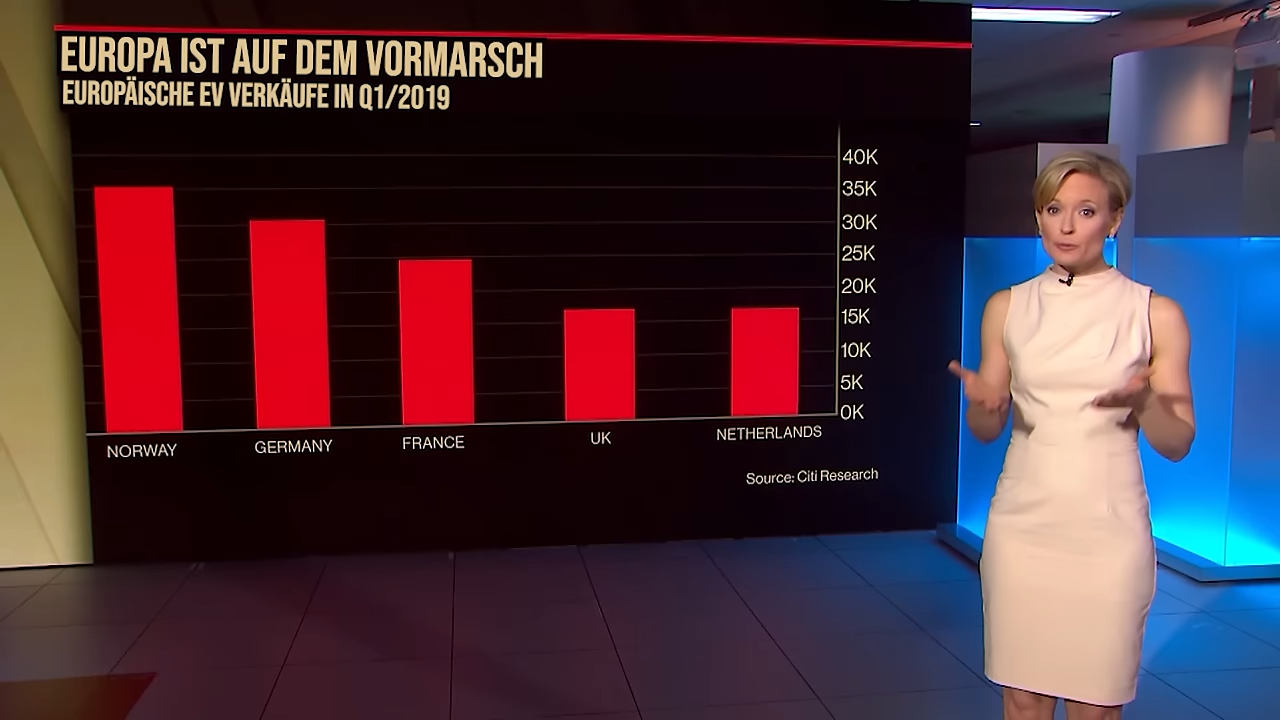 EUROPA IST AUF DEM VORMARSCH
EUROPÄISCHE EV VERKÄUFE IN Q1/2019
40K
35K
30K
25K
20K
15K
10K
5K
0K
NORWAY
GERMANY
FRANCE
UK
NETHERLANDS
Source: Citi Research